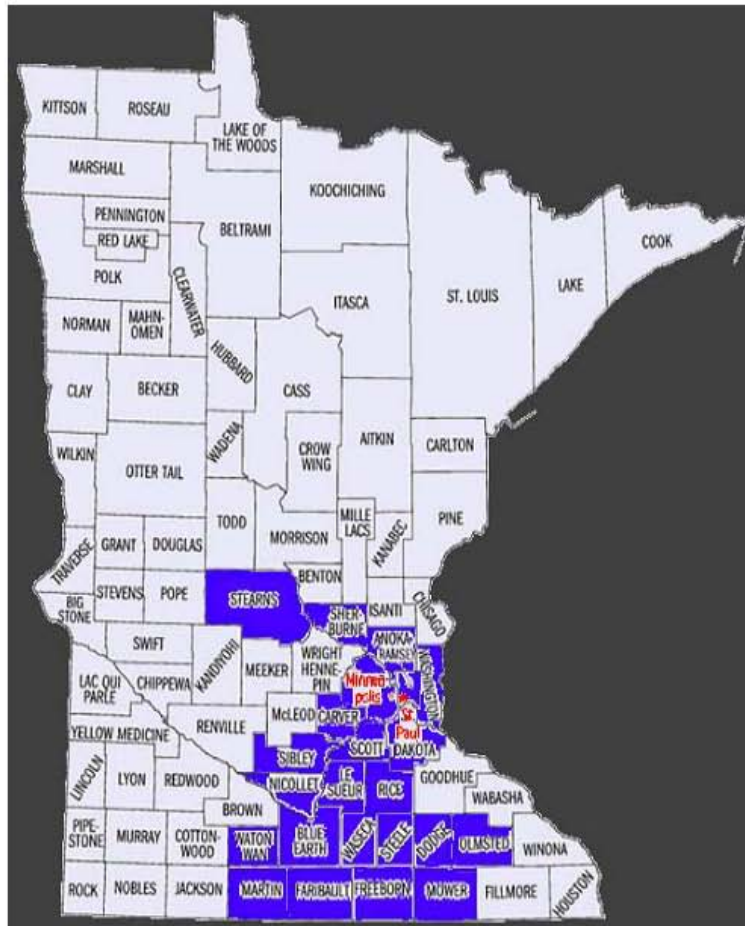 KITTSON
ROSEAU
LAKE OF
THE WOODS
MARSHALL
KOOCHICHING
PENNINGTON
RED LAKE
BELTRAMI
COOK
POLK
CLEARWATER
ITASCA
ST. LOUIS
LAKE
NORMAN
MAHN-
OMEN
HUBBARD
CLAY
BECKER
CASS
WADENA
CROW
WING
AITKIN
CARLTON
WILKIN
OTTER TAIL
TODD
MILLE
LACS
PINE
MORRISON
KANABEC
TRAVERSE
GRANT
DOUGLAS
BENTON
STEVENS
POPE
STEARNS
BIG
STONE
SHER-
BURNE
ISANTI
CHISAGO
SWIFT
KANDIYOHI
MEEKER
WRIGHT
HENNE-
PIN
ANOKA
RAMSEY
WASHINGTON
LAC QUI
PARLE
CHIPPEWA
Minnea
polis
St.
Paul
McLEOD
CARVER
RENVILLE
YELLOW MEDICINE
SCOTT
DAKOTA
SIBLEY
LINCOLN
LYON
REDWOOD
NICOLLET
LE
SUEUR
RICE
GOODHUE
WABASHA
BROWN
PIPE-
STONE
MURRAY
COTTON-
WOOD
WATON
WAN
BLUE
EARTH
WASECA
STEELE
DODGE
OLMSTED
WINONA
ROCK
NOBLES
JACKSON
MARTIN
FARIBAULT
FREEBORN
MOWER
FILLMORE
HOUSTON